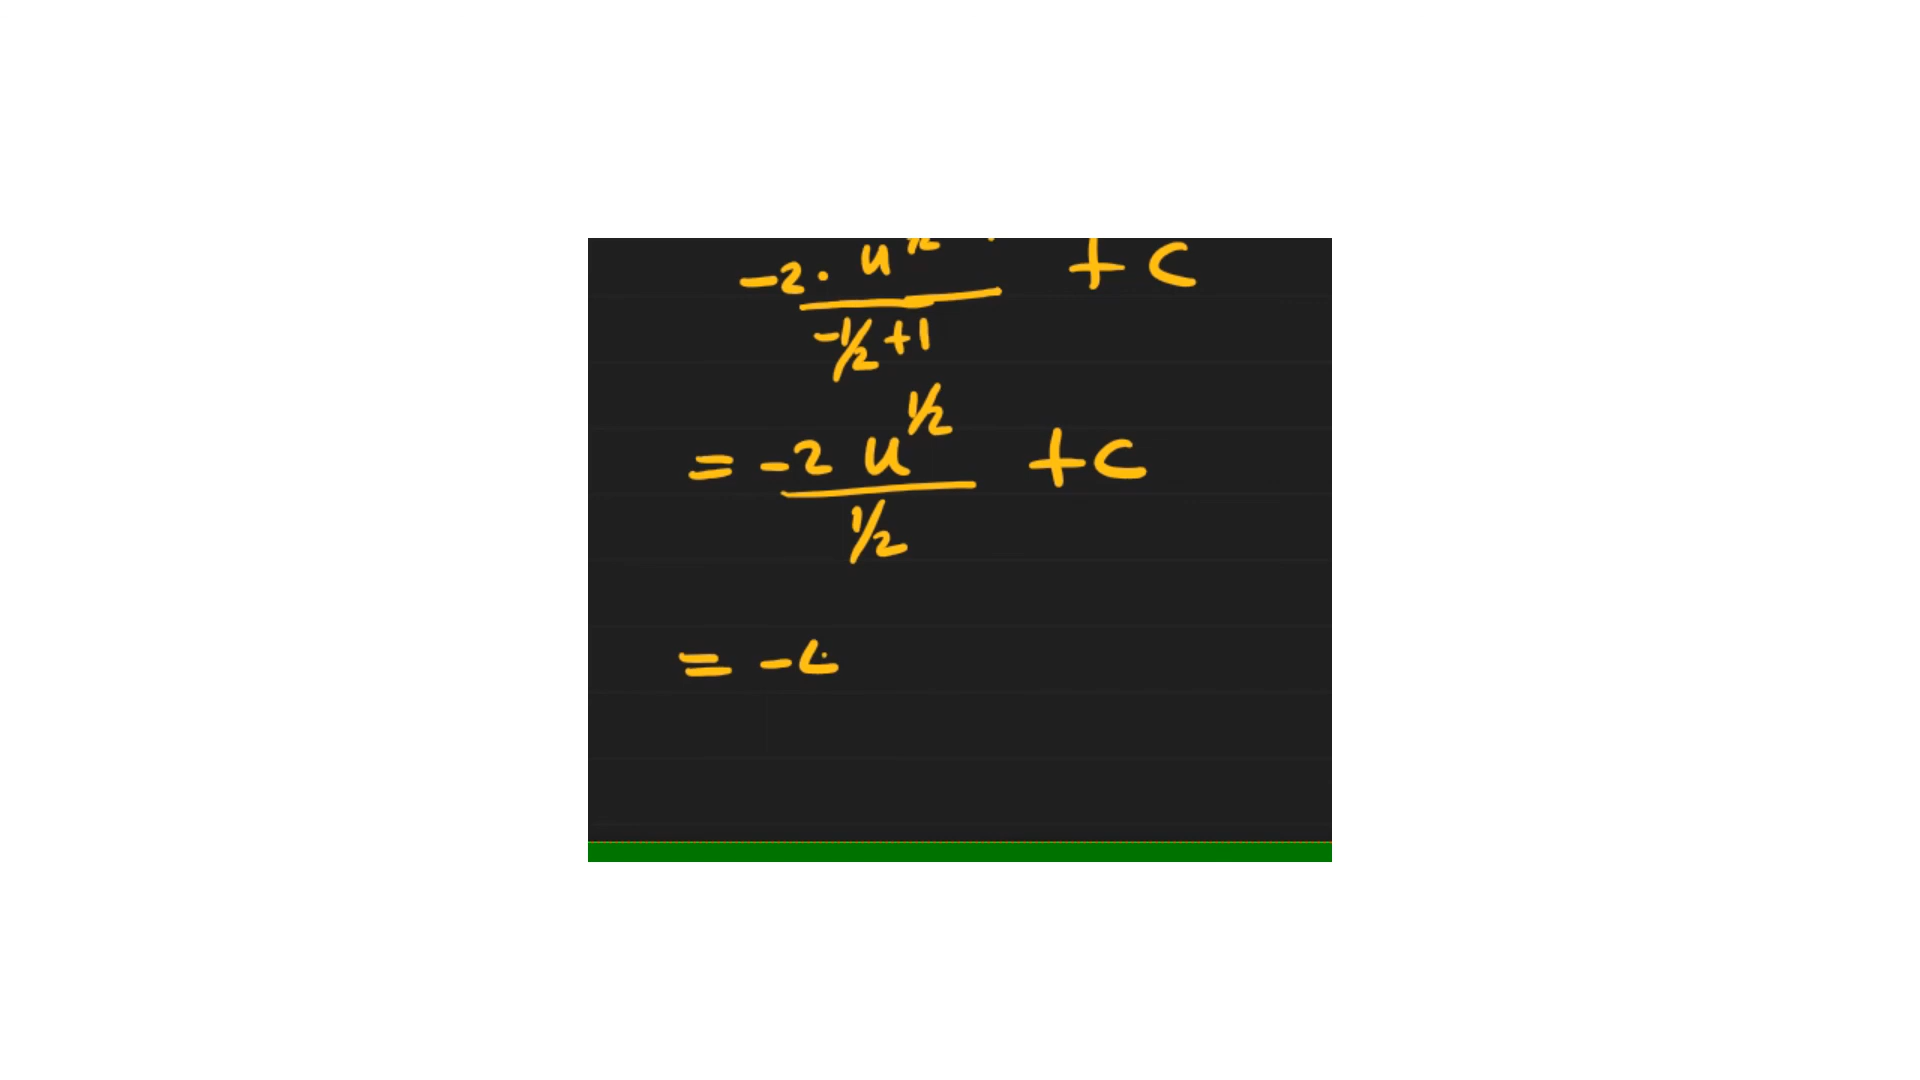 -2. u + C
-1/2 +1
= -2 u^1/2 + C
1/2
= -